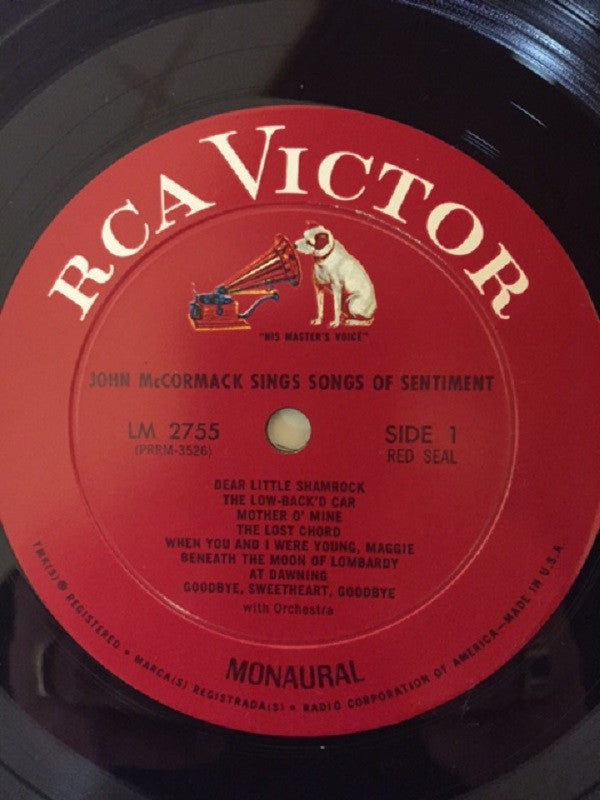 RCA VICTOR
"HIS MASTER'S VOICE"
JOHN McCORMACK SINGS SONGS OF SENTIMENT
LM 2755
(PRRM-3526)
SIDE 1
RED SEAL
DEAR LITTLE SHAMROCK
THE LOW-BACK'D CAR
MOTHER O' MINE
THE LOST CHORD
WHEN YOU AND I WERE YOUNG, MAGGIE
BENEATH THE MOON OF LOMBARDY
AT DAWNING
GOODBYE, SWEETHEART, GOODBYE
with Orchestra
MONAURAL
TMK(S) ® REGISTERED • MARCA(S) REGISTRADA(S) • RADIO CORPORATION OF AMERICA—MADE IN U.S.A.